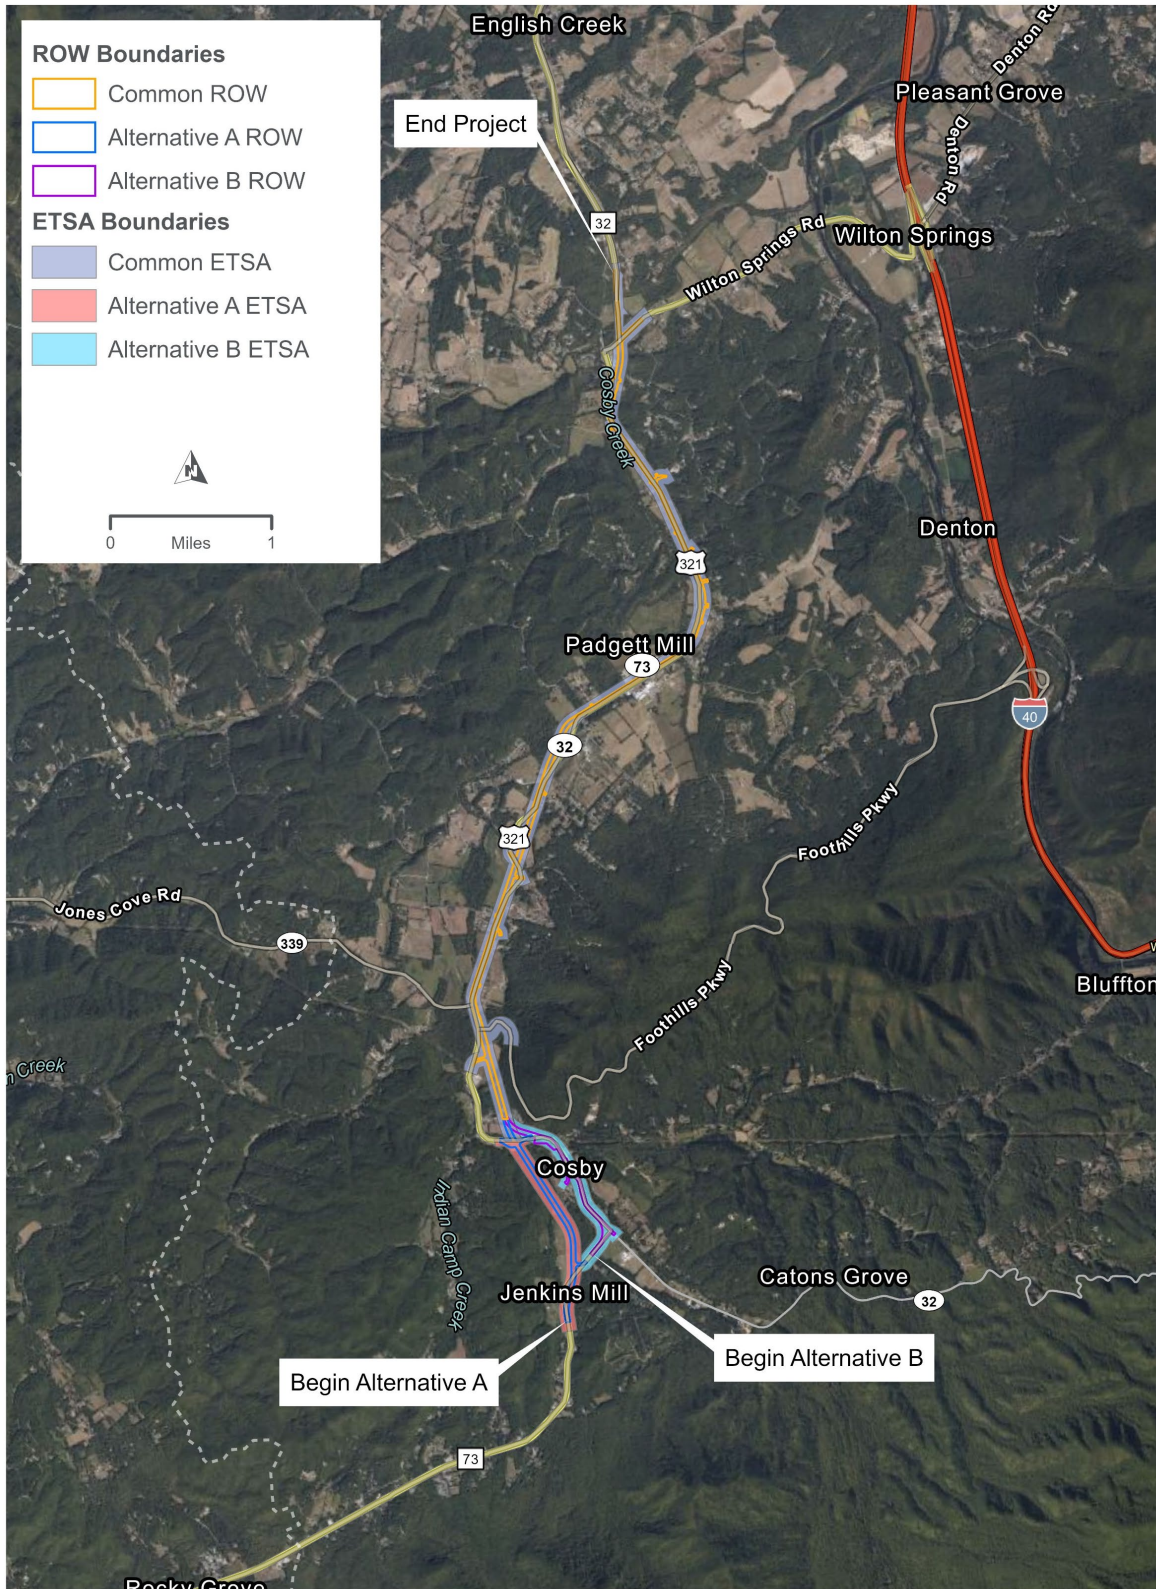 ROW Boundaries
Common ROW
Alternative A ROW
Alternative B ROW
ETSA Boundaries
Common ETSA
Alternative A ETSA
Alternative B ETSA
N
0 Miles 1
English Creek
Denton Rd
Pleasant Grove
End Project
Denton Rd
32
Wilton Springs Rd
Wilton Springs
Cosby Creek
Denton
321
Padgett Mill
73
40
32
Foothills Pkwy
321
Jones Cove Rd
339
Foothills Pkwy
Bluffton
n Creek
Cosby
Indian Camp Creek
Catons Grove
Jenkins Mill
32
Begin Alternative B
Begin Alternative A
73
Rocky Grove